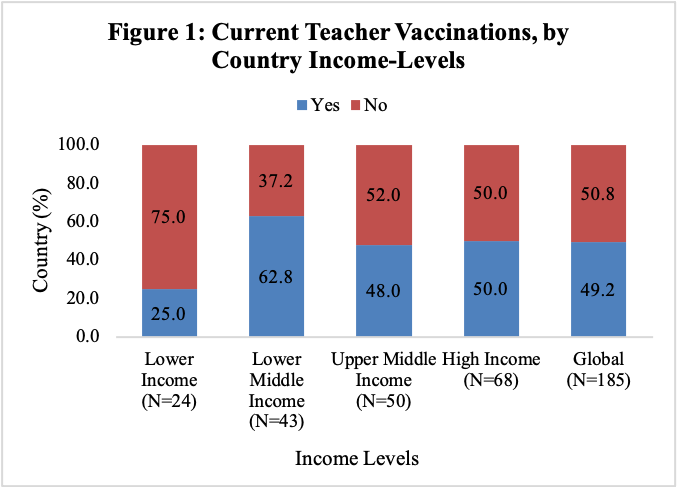 Figure 1: Current Teacher Vaccinations, by
Country Income-Levels
Yes No
100.0
80.0
60.0
40.0
20.0
0.0
Country (%)
75.0
37.2
52.0
50.0
50.8
25.0
62.8
48.0
50.0
49.2
Lower
Income
(N=24)
Lower
Middle
Income
(N=43)
Upper Middle
Income
(N=50)
High Income
(N=68)
Global
(N=185)
Income Levels